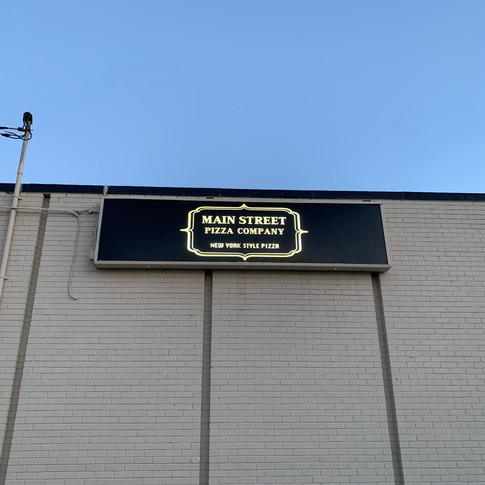 MAIN STREET
PIZZA COMPANY
NEW YORK STYLE PIZZA